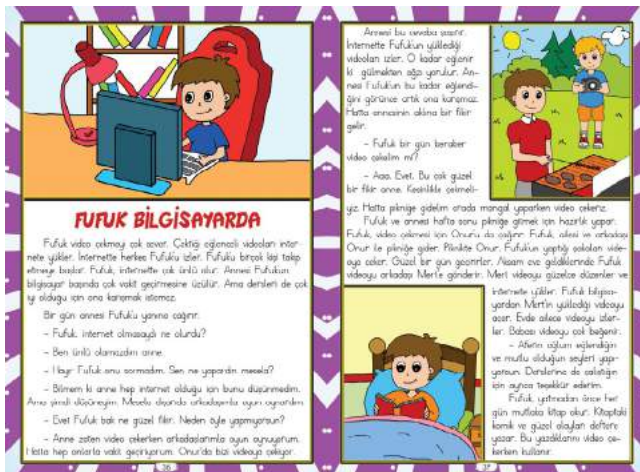 FUFUK BİLGİSAYARDA
Fufuk video çekmeyi çok sever. Çektiği eğlenceli videoları inter-
nete yükler. İnternette herkes Fufuk'u izler. Fufuk'u birçok kişi takip
etmeye başlar. Fufuk, internette çok ünlü olur. Annesi Fufuk'un
bilgisayar başında çok vakit geçirmesine üzülür. Ama dersleri de çok
iyi olduğu için ona karışmak istemez.
Bir gün annesi Fufuk'u yanına çağırır.
- Fufuk, internet olmasaydı ne olurdu?
- Ben ünlü olamazdım anne.
- Hayır Fufuk onu sormadım. Sen ne yapardın mesela?
- Bilmem ki anne hep internet olduğu için bunu düşünmedim.
Ama şimdi düşüneyim. Mesela dışarıda arkadaşlarımla oyun oynardım.
- Evet Fufuk bak ne güzel fikir. Neden öyle yapmıyorsun?
- Anne zaten video çekerken arkadaşlarımla oyun oynuyorum.
Hatta hep onlarla vakit geçiriyorum. Onur'da bizi videoya çekiyor.
36
Annesi bu cevaba şaşırır.
İnternette Fufuk'un yüklediği
videoları izler. O kadar eğlenir
ki gülmekten ağzı yorulur. An-
nesi Fufuk'un bu kadar eğlendi-
ğini görünce artık ona karışmaz.
Hatta annesinin aklına bir fikir
gelir.
- Fufuk bir gün beraber
video çekelim mi?
- Aaa. Evet. Bu çok güzel
bir fikir anne. Kesinlikle çekmeli-
yiz. Hatta pikniğe gidelim orada mangal yaparken video çekeriz.
Fufuk ve annesi hafta sonu pikniğe gitmek için hazırlık yapar.
Fufuk, video çekmesi için Onur'u da çağırır. Fufuk, ailesi ve arkadaşı
Onur ile pikniğe gider. Piknikte Onur, Fufuk'un yaptığı şakaları vide-
oya çeker. Güzel bir gün geçirirler. Akşam eve geldiklerinde Fufuk
videoyu arkadaşı Mert'e gönderir. Mert videoyu güzelce düzenler ve
internete yükler. Fufuk bilgisa-
yardan Mert'in yüklediği videoyu
açar. Evde ailece videoyu izler-
ler. Babası videoyu çok beğenir.
- Aferin oğlum eğlendiğin
ve mutlu olduğun şeyleri yapı-
yorsun. Derslerine de çalıştığın
için ayrıca teşekkür ederim.
Fufuk, yatmadan önce her
gün mutlaka kitap okur. Kitaptaki
komik ve güzel olayları deftere
yazar. Bu yazdıklarını video çe-
kerken kullanır.
37